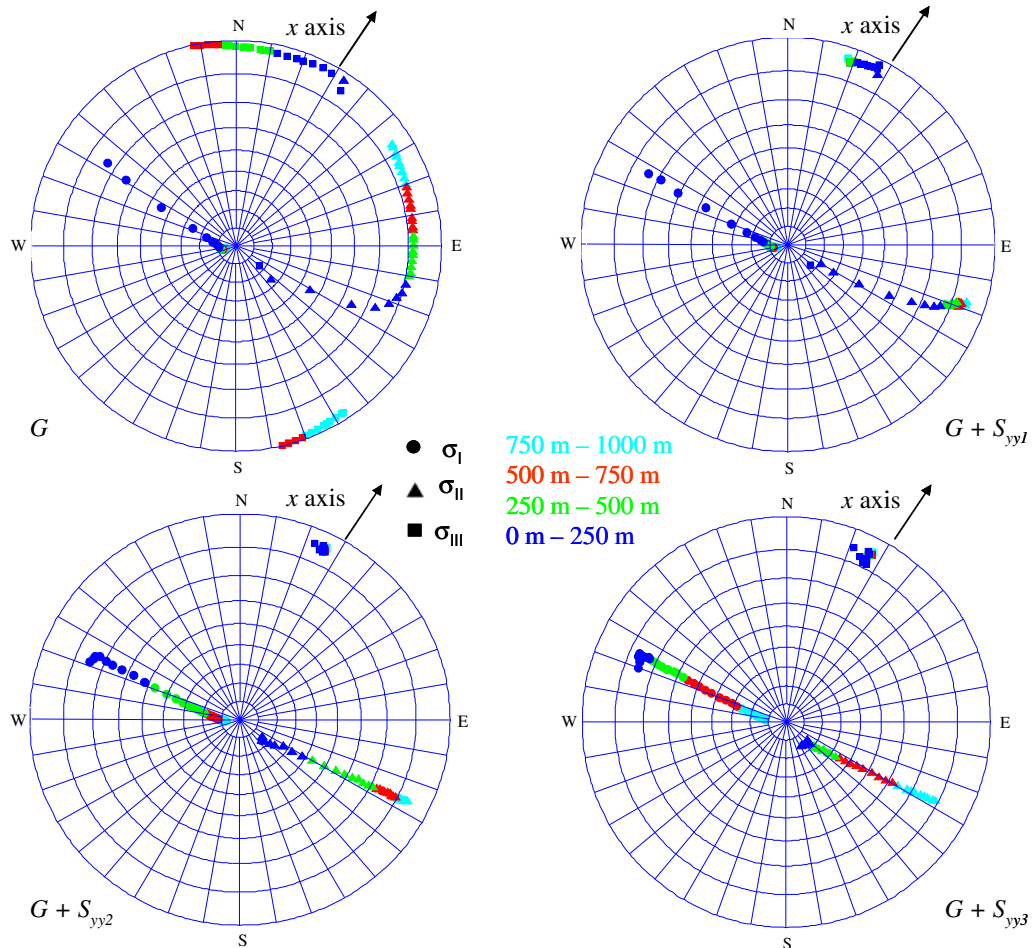 N
x axis
W
E
S
G
N
x axis
W
E
S
G + Syy1
σI
σII
σIII
750 m – 1000 m
500 m – 750 m
250 m – 500 m
0 m – 250 m
N
x axis
W
E
S
G + Syy2
N
x axis
W
E
S
G + Syy3